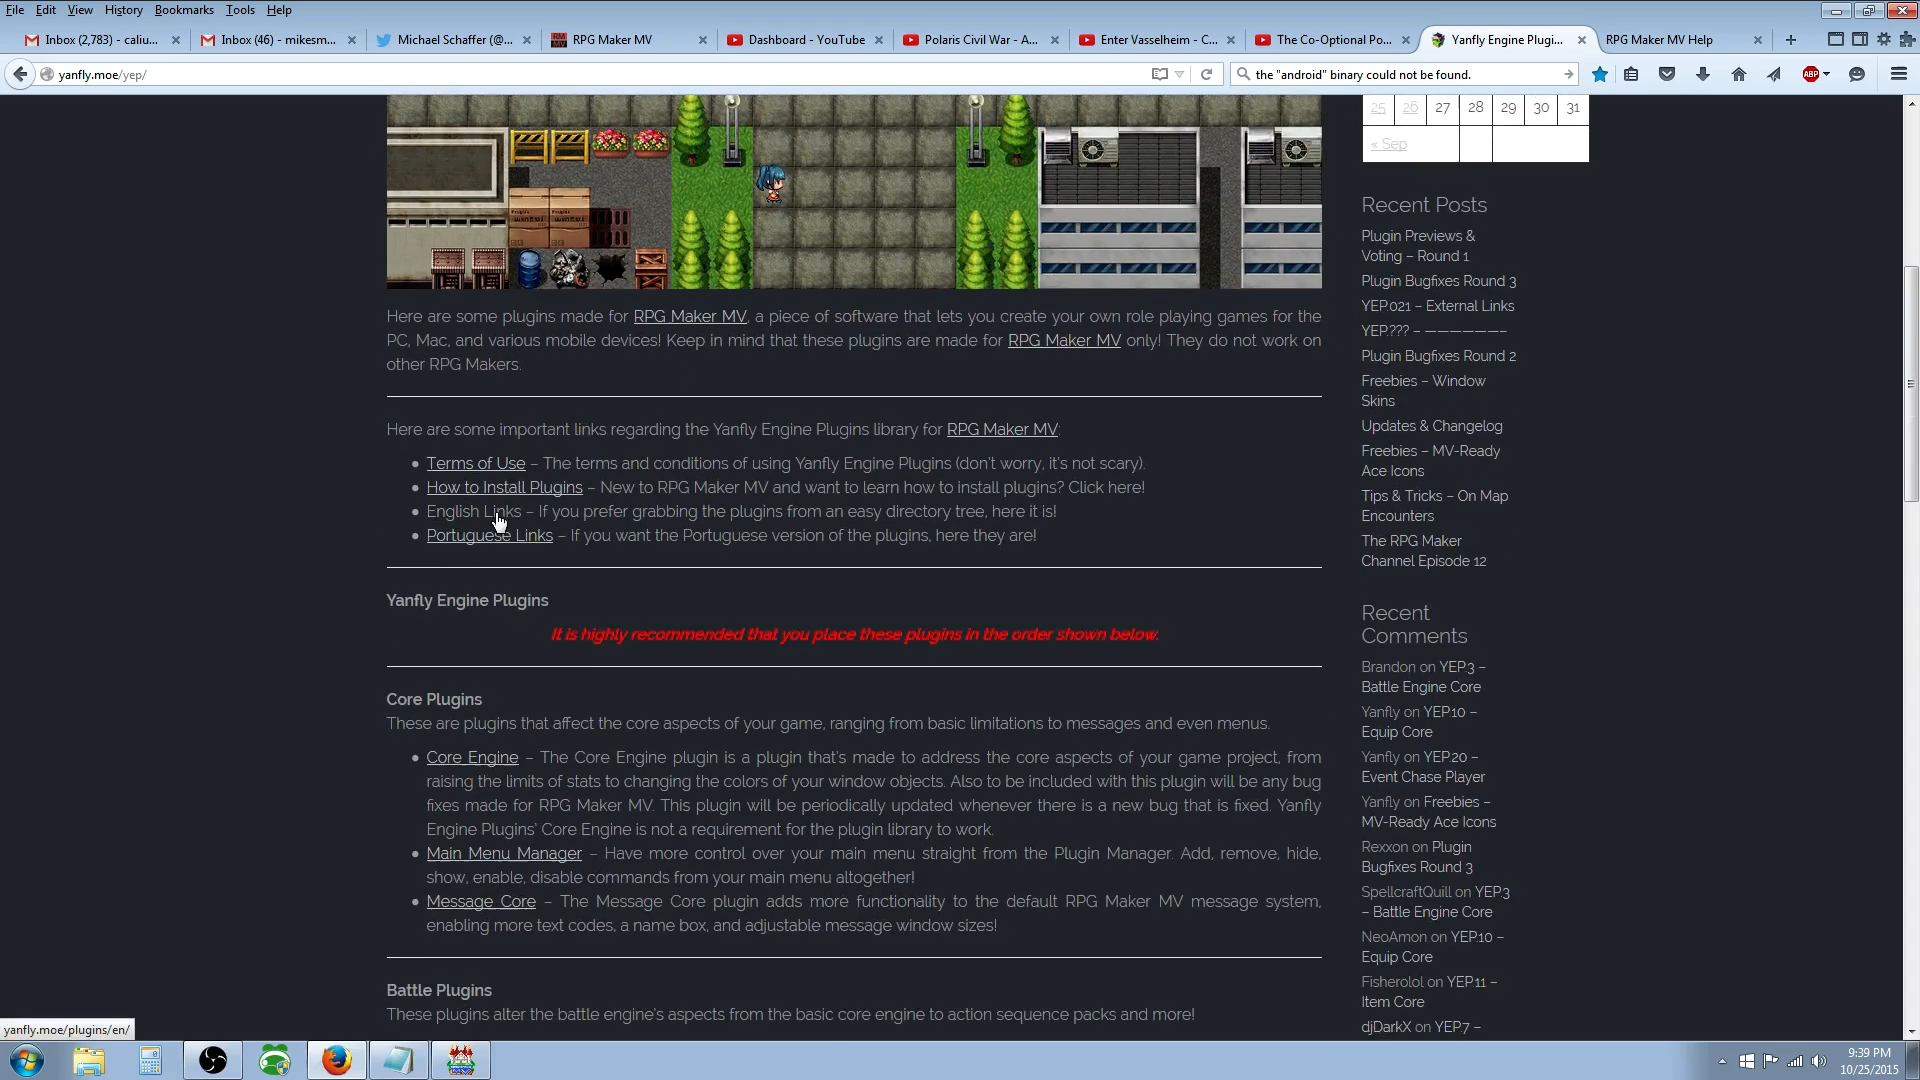 File Edit View History Bookmarks Tools Help
Inbox (2,783) - caliu...
Inbox (46) - mikesm...
Michael Schaffer (@...
RPG Maker MV
Dashboard - YouTube
Polaris Civil War - A...
Enter Vasselheim - C...
The Co-Optional Po...
Yanfly Engine Plugi...
RPG Maker MV Help
yanfly.moe/yep/
the "android" binary could not be found.
ABP
25 26 27 28 29 30 31
« Sep
Here are some plugins made for RPG Maker MV, a piece of software that lets you create your own role playing games for the
PC, Mac, and various mobile devices! Keep in mind that these plugins are made for RPG Maker MV only! They do not work on
other RPG Makers.
Here are some important links regarding the Yanfly Engine Plugins library for RPG Maker MV:
Terms of Use – The terms and conditions of using Yanfly Engine Plugins (don't worry, it's not scary).
How to Install Plugins – New to RPG Maker MV and want to learn how to install plugins? Click here!
English Links – If you prefer grabbing the plugins from an easy directory tree, here it is!
Portuguese Links – If you want the Portuguese version of the plugins, here they are!
Yanfly Engine Plugins
It is highly recommended that you place these plugins in the order shown below.
Core Plugins
These are plugins that affect the core aspects of your game, ranging from basic limitations to messages and even menus.
Core Engine – The Core Engine plugin is a plugin that's made to address the core aspects of your game project, from
raising the limits of stats to changing the colors of your window objects. Also to be included with this plugin will be any bug
fixes made for RPG Maker MV. This plugin will be periodically updated whenever there is a new bug that is fixed. Yanfly
Engine Plugins' Core Engine is not a requirement for the plugin library to work.
Main Menu Manager – Have more control over your main menu straight from the Plugin Manager. Add, remove, hide,
show, enable, disable commands from your main menu altogether!
Message Core – The Message Core plugin adds more functionality to the default RPG Maker MV message system,
enabling more text codes, a name box, and adjustable message window sizes!
Battle Plugins
These plugins alter the battle engine's aspects from the basic core engine to action sequence packs and more!
Recent Posts
Plugin Previews &
Voting – Round 1
Plugin Bugfixes Round 3
YEP.021 – External Links
YEP.??? – ——————–
Plugin Bugfixes Round 2
Freebies – Window
Skins
Updates & Changelog
Freebies – MV-Ready
Ace Icons
Tips & Tricks – On Map
Encounters
The RPG Maker
Channel Episode 12
Recent
Comments
Brandon on YEP.3 –
Battle Engine Core
Yanfly on YEP.10 –
Equip Core
Yanfly on YEP.20 –
Event Chase Player
Yanfly on Freebies –
MV-Ready Ace Icons
Rexxon on Plugin
Bugfixes Round 3
SpellcraftQuill on YEP.3
– Battle Engine Core
NeoAmon on YEP.10 –
Equip Core
Fisherolol on YEP.11 –
Item Core
djDarkX on YEP.7 –
yanfly.moe/plugins/en/
9:39 PM
10/25/2015